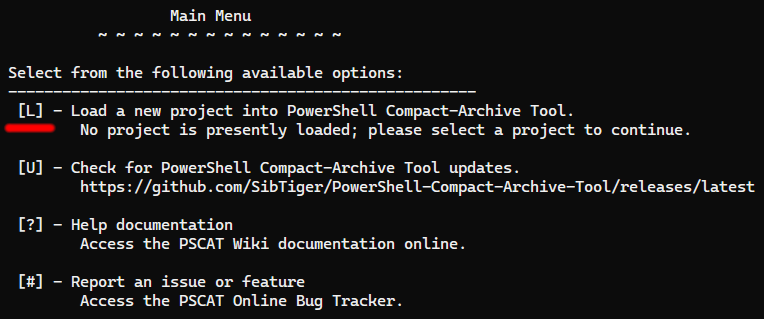 Main Menu
~ ~ ~ ~ ~ ~ ~ ~ ~ ~ ~ ~ ~ ~
Select from the following available options:
----------------------------------------------------
[L] - Load a new project into PowerShell Compact-Archive Tool.
No project is presently loaded; please select a project to continue.
[U] - Check for PowerShell Compact-Archive Tool updates.
https://github.com/SibTiger/PowerShell-Compact-Archive-Tool/releases/latest
[?] - Help documentation
Access the PSCAT Wiki documentation online.
[#] - Report an issue or feature
Access the PSCAT Online Bug Tracker.